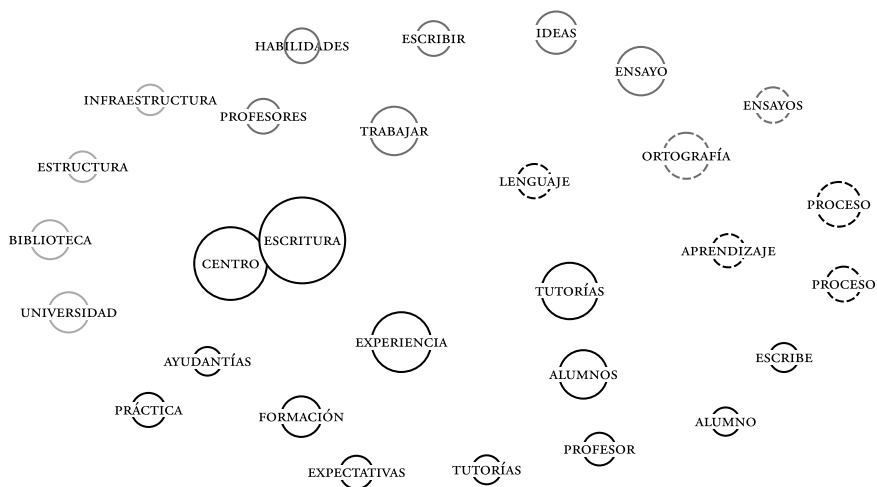 IDEAS
ESCRIBIR
HABILIDADES
ENSAYO
INFRAESTRUCTURA
ENSAYOS
PROFESORES
TRABAJAR
ORTOGRAFÍA
ESTRUCTURA
LENGUAJE
PROCESO
BIBLIOTECA
ESCRITURA
APRENDIZAJE
CENTRO
PROCESO
TUTORÍAS
UNIVERSIDAD
EXPERIENCIA
ESCRIBE
AYUDANTÍAS
ALUMNOS
PRÁCTICA
FORMACIÓN
ALUMNO
PROFESOR
EXPECTATIVAS
TUTORÍAS